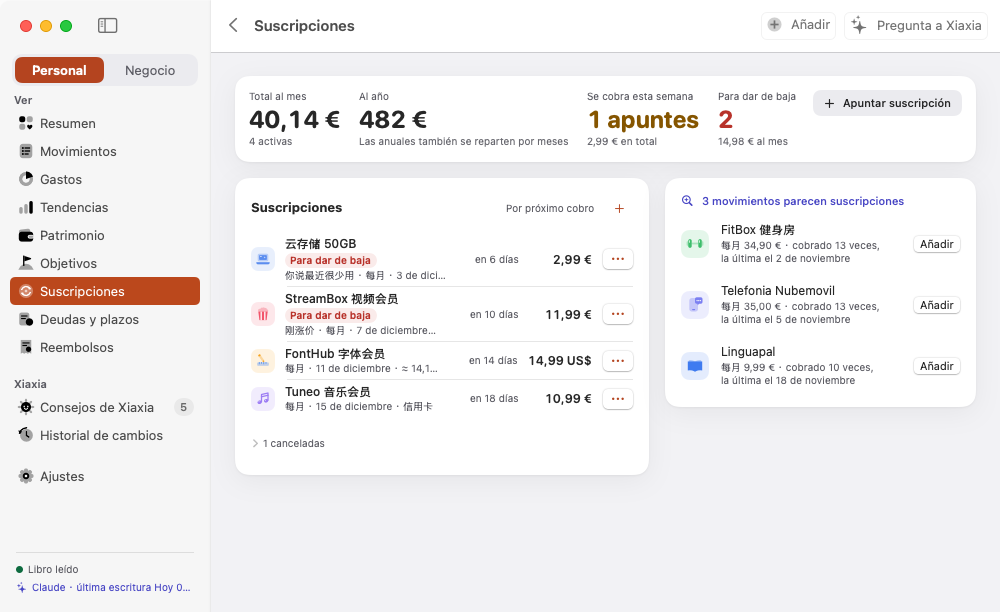 Suscripciones
Añadir
Pregunta a Xiaxia
Personal
Negocio
Ver
Resumen
Movimientos
Gastos
Tendencias
Patrimonio
Objetivos
Suscripciones
Deudas y plazos
Reembolsos
Xiaxia
Consejos de Xiaxia
5
Historial de cambios
Ajustes
Libro leído
Claude · última escritura Hoy 0...
Total al mes
40,14 €
4 activas
Al año
482 €
Las anuales también se reparten por meses
Se cobra esta semana
1 apuntes
2,99 € en total
Para dar de baja
2
14,98 € al mes
+ Apuntar suscripción
Suscripciones
Por próximo cobro
+
云存储 50GB
Para dar de baja
你说最近很少用 · 每月 · 3 de dici...
en 6 días
2,99 €
StreamBox 视频会员
Para dar de baja
刚涨价 · 每月 · 7 de diciembre...
en 10 días
11,99 €
FontHub 字体会员
每月 · 11 de diciembre · ≈ 14,1...
en 14 días
14,99 US$
Tuneo 音乐会员
每月 · 15 de diciembre · 信用卡
en 18 días
10,99 €
1 canceladas
3 movimientos parecen suscripciones
FitBox 健身房
每月 34,90 € · cobrado 13 veces,
la última el 2 de noviembre
Añadir
Telefonia Nubemovil
每月 35,00 € · cobrado 13 veces,
la última el 5 de noviembre
Añadir
Linguapal
每月 9,99 € · cobrado 10 veces,
la última el 18 de noviembre
Añadir